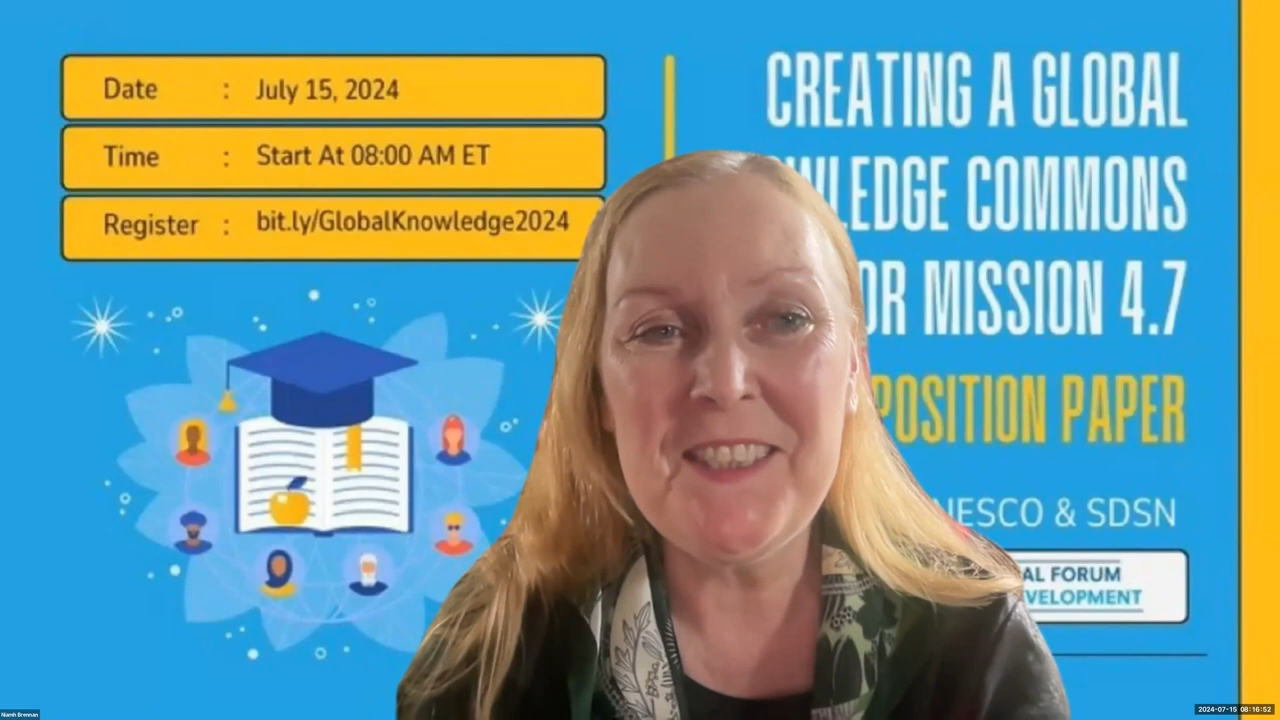 Date : July 15, 2024
Time : Start At 08:00 AM ET
Register : bit.ly/GlobalKnowledge2024
CREATING A GLOBAL
WLEDGE COMMONS
OR MISSION 4.7
POSITION PAPER
NESCO & SDSN
AL FORUM
VELOPMENT
Niamh Brennan
2024-07-15 08:16:52